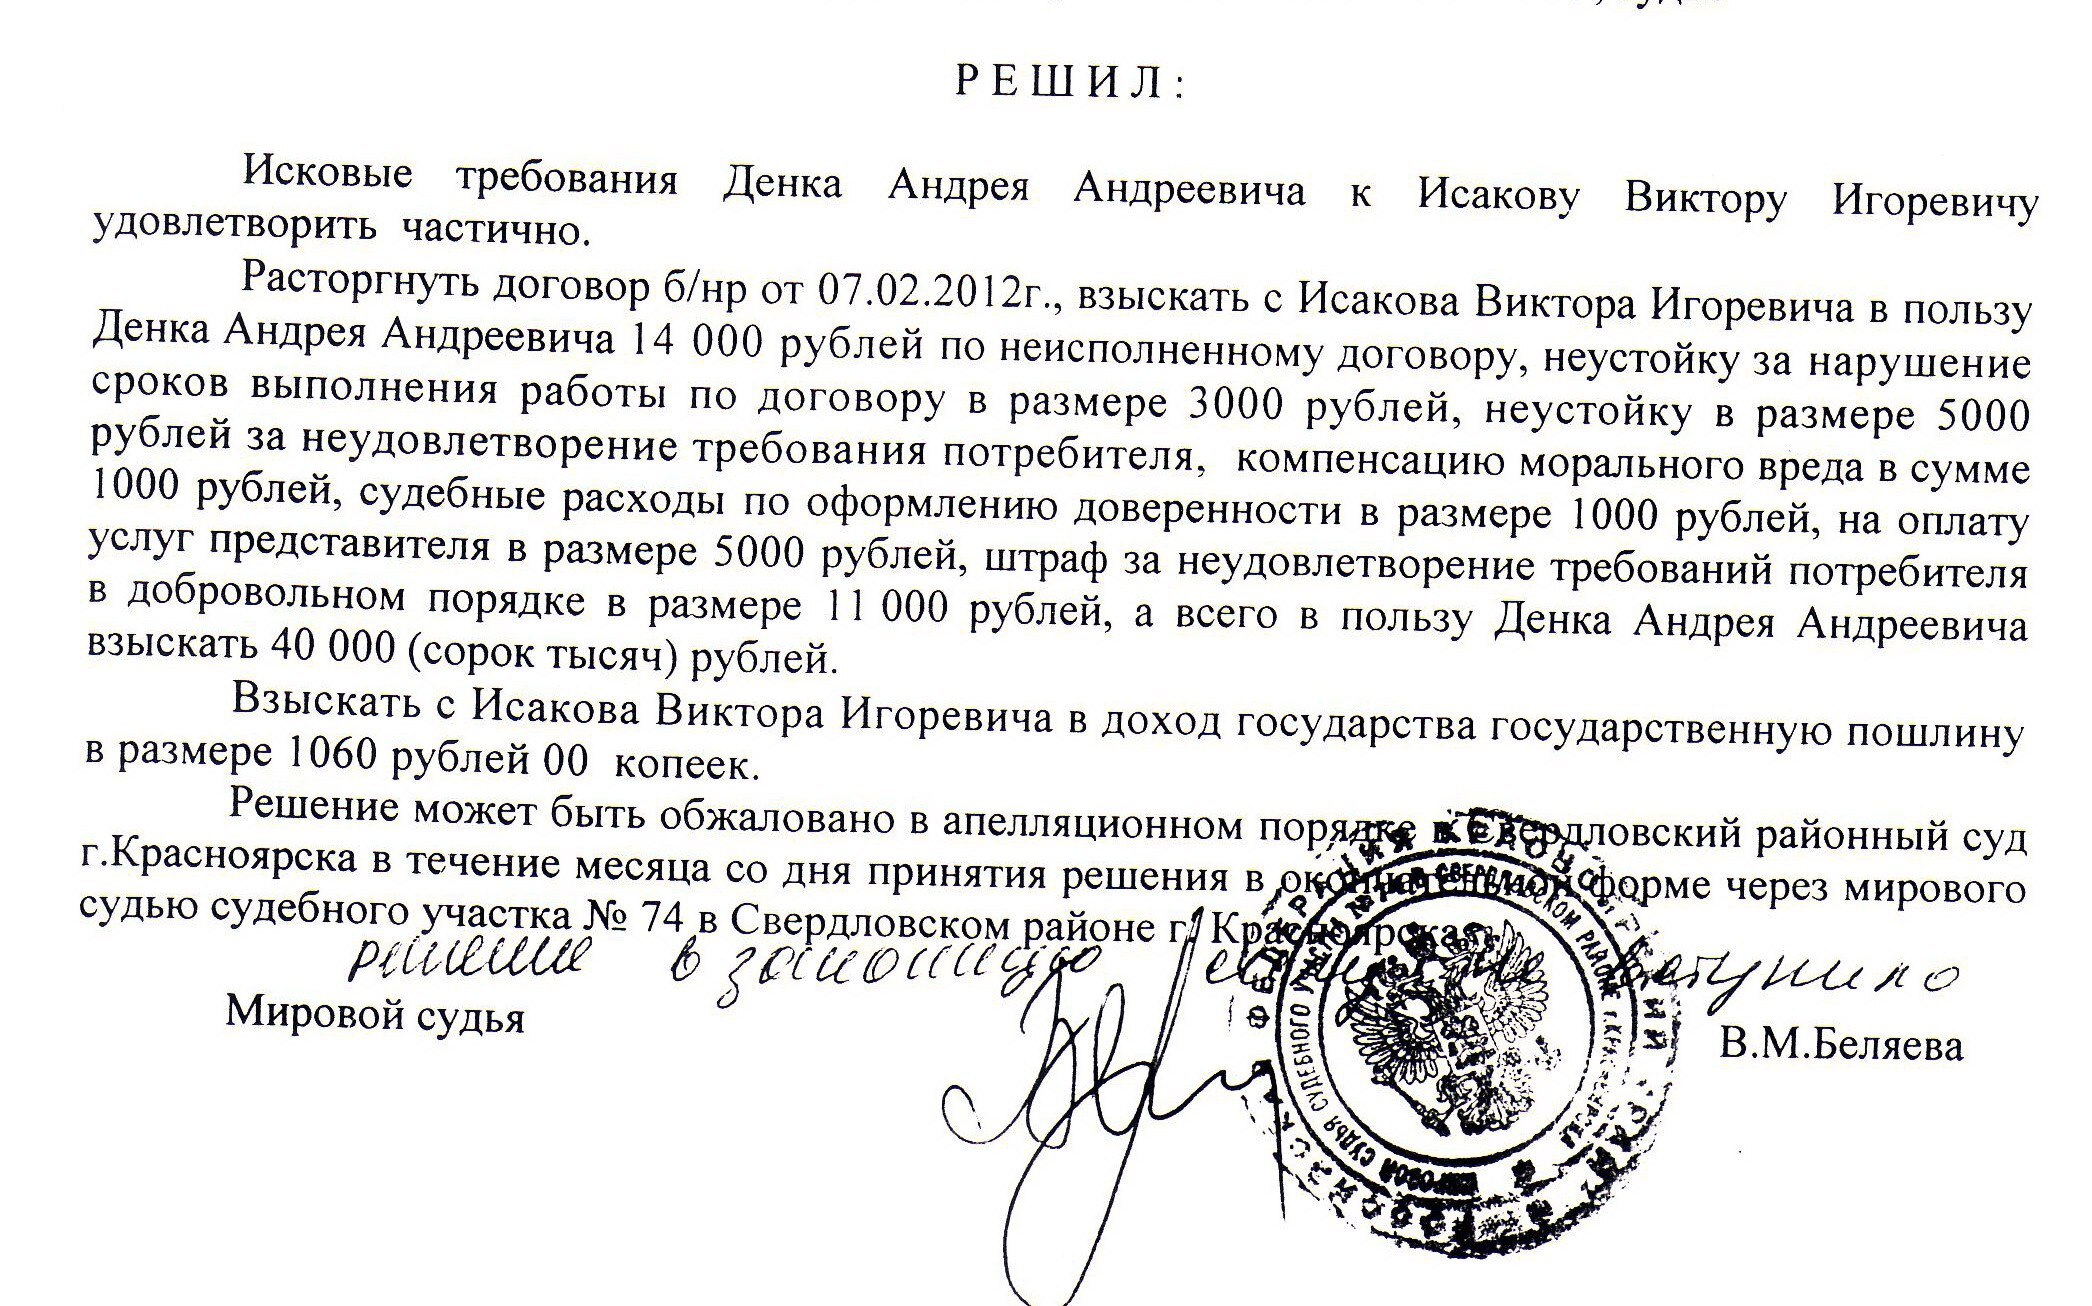 Р Е Ш И Л :
Исковые требования Денка Андрея Андреевича к Исакову Виктору Игоревичу
удовлетворить частично.
Расторгнуть договор б/нр от 07.02.2012г., взыскать с Исакова Виктора Игоревича в пользу
Денка Андрея Андреевича 14 000 рублей по неисполненному договору, неустойку за нарушение
сроков выполнения работы по договору в размере 3000 рублей, неустойку в размере 5000
рублей за неудовлетворение требования потребителя, компенсацию морального вреда в сумме
1000 рублей, судебные расходы по оформлению доверенности в размере 1000 рублей, на оплату
услуг представителя в размере 5000 рублей, штраф за неудовлетворение требований потребителя
в добровольном порядке в размере 11 000 рублей, а всего в пользу Денка Андрея Андреевича
взыскать 40 000 (сорок тысяч) рублей.
Взыскать с Исакова Виктора Игоревича в доход государства государственную пошлину
в размере 1060 рублей 00 копеек.
Решение может быть обжаловано в апелляционном порядке в Свердловский районный суд
г.Красноярска в течение месяца со дня принятия решения в окончательной форме через мирового
судью судебного участка № 74 в Свердловском районе г. Красноярска.
решение в законную силу не вступило
Мировой судья
В.М.Беляева
РОССИЙСКАЯ ФЕДЕРАЦИЯ КРАСНОЯРСКИЙ КРАЙ
МИРОВОЙ СУДЬЯ СУДЕБНОГО УЧАСТКА № 74 В СВЕРДЛОВСКОМ РАЙОНЕ